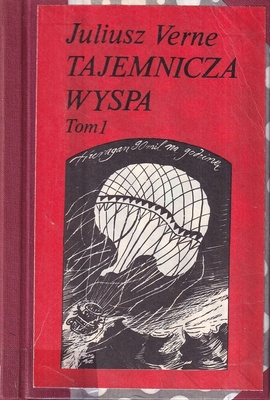 Juliusz Verne
TAJEMNICZA
WYSPA
Tom 1
Huragan 90 mil na godzinę